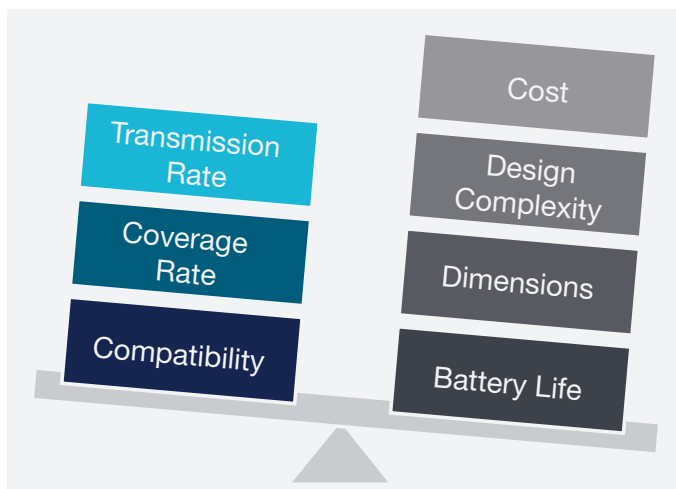 Transmission
Rate
Coverage
Rate
Compatibility
Cost
Design
Complexity
Dimensions
Battery Life